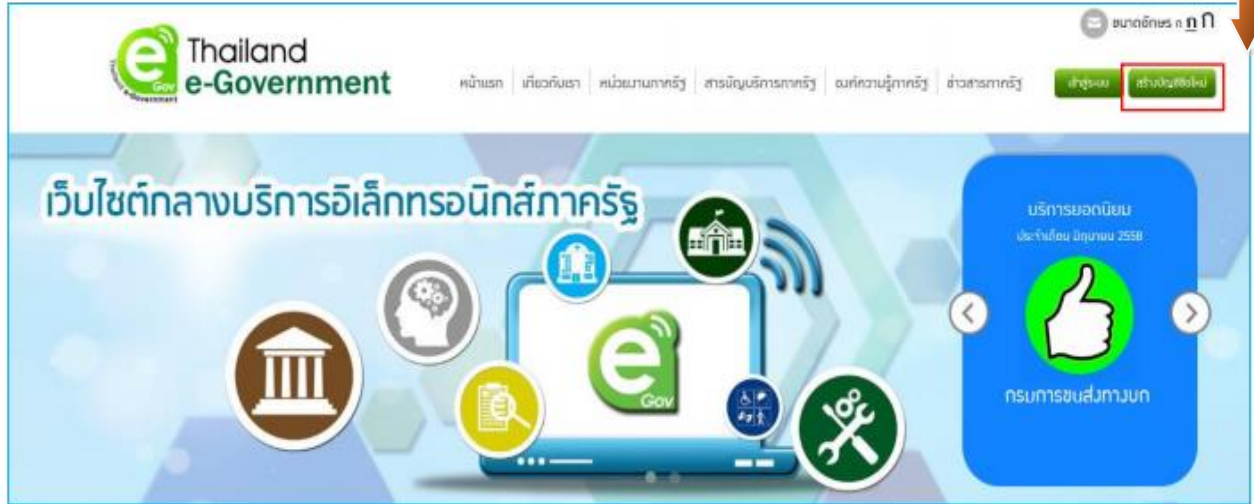 ขนาดอักษร ก ก ก
Thailand
e-Government
e
Gov
Thailand e-Government
หน้าแรก เกี่ยวกับเรา หน่วยงานภาครัฐ สารบัญบริการภาครัฐ องค์ความรู้ภาครัฐ ข่าวสารภาครัฐ เข้าสู่ระบบ สร้างบัญชีชื่อใหม่
เว็บไซต์กลางบริการอิเล็กทรอนิกส์ภาครัฐ
บริการยอดนิยม
ประจำเดือน มิถุนายน 2558
e
Gov
กรมการขนส่งทางบก